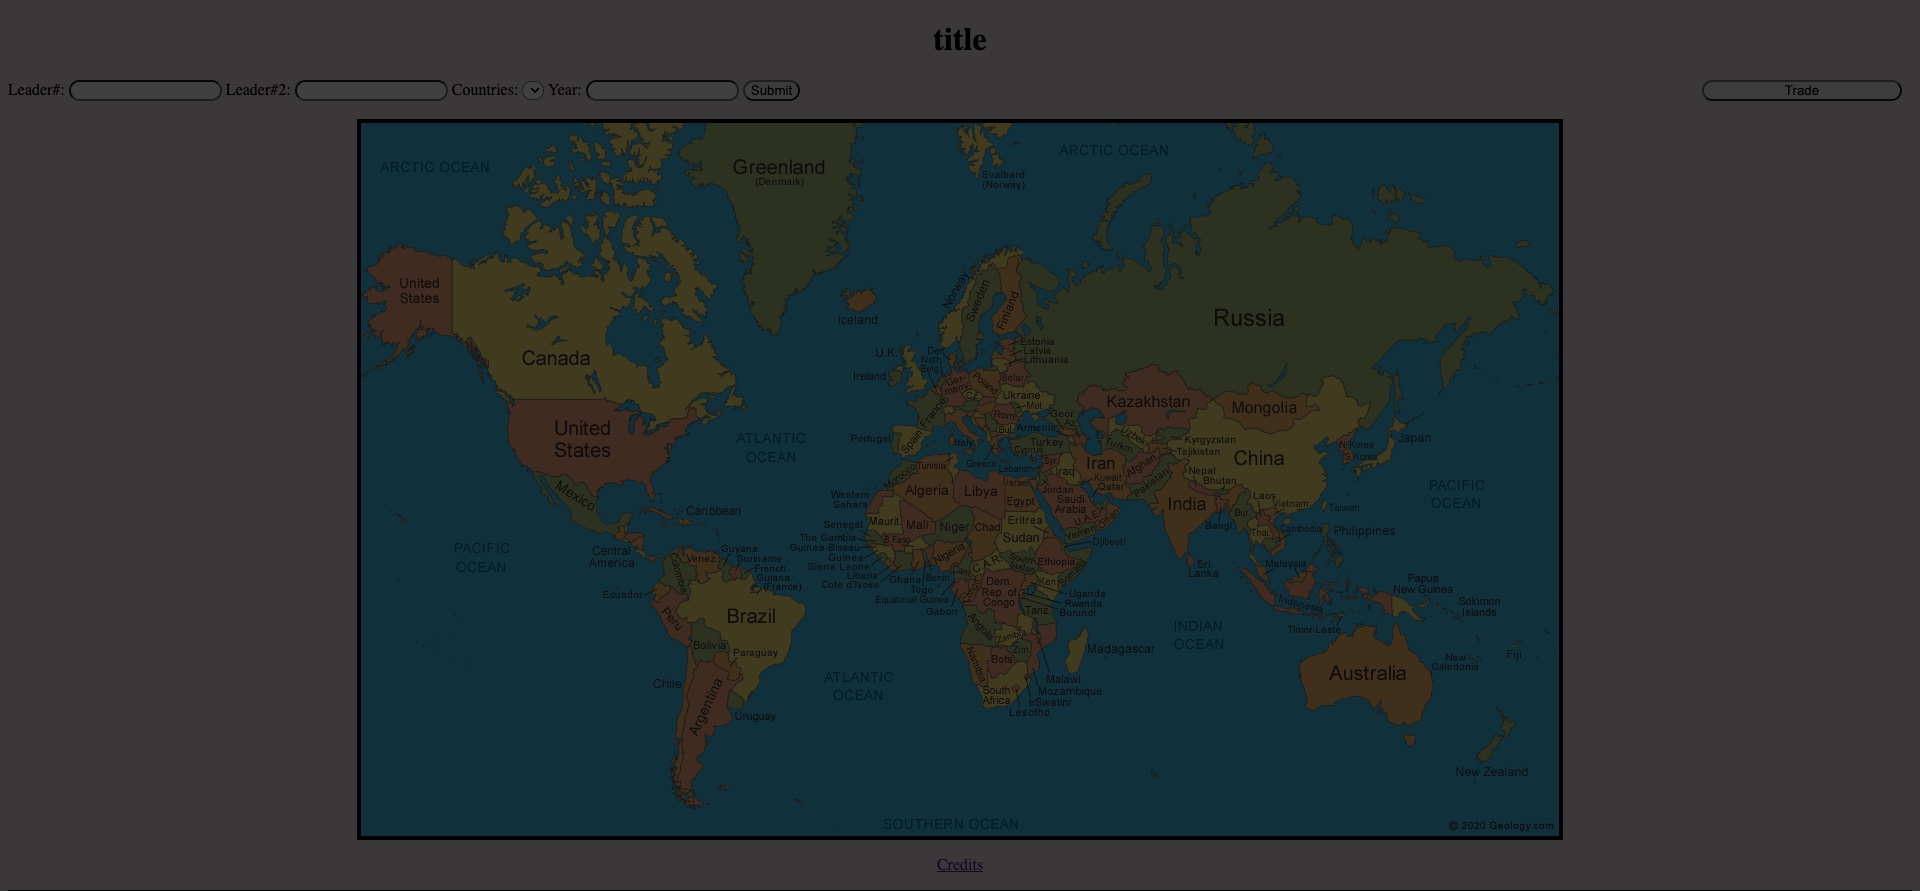 title
Leader#: Leader#2: Countries: Year: Submit Trade
ARCTIC OCEAN
Greenland
(Denmark)
Svalbard
(Norway)
ARCTIC OCEAN
United
States
Canada
Iceland
Norway
Sweden
Finland
Russia
U.K.
Ireland
Den.
Neth.
Belg.
Estonia
Latvia
Lithuania
Belar.
Ger-
many
Poland
Cz.
Ukraine
Mol.
France
Rom.
Bul.
Geor.
Az.
Armenia
Kazakhstan
Mongolia
United
States
ATLANTIC
OCEAN
Portugal
Spain
Italy
Greece
Turkey
Cyprus
Lebanon
Syr.
Iraq
Iran
Turkm.
Uzbek.
Kyrgyzstan
Tajikistan
Afghan.
Pakistan
China
N. Korea
S. Korea
Japan
Mexico
Caribbean
Western
Sahara
Morocco
Tunisia
Algeria
Libya
Israel
Egypt
Jordan
Kuwait
Qatar
Saudi
Arabia
U.A.E.
Oman
Yemen
Nepal
Bhutan
India
Bangl.
Bur.
Laos
Vietnam
Thai.
Cambodia
Taiwan
Philippines
PACIFIC
OCEAN
PACIFIC
OCEAN
Central
America
Senegal
The Gambia
Guinea-Bissau
Guinea
Sierra Leone
Liberia
Cote d'Ivoire
Maurit.
Mali
Niger
Chad
Eritrea
Sudan
Djibouti
B.Faso
Nigeria
Ghana
Togo
Benin
Cam.
C.A.R.
South
Sudan
Ethiopia
Somalia
Equatorial Guinea
Gabon
Congo
Dem.
Rep. of
Congo
Ken.
Uganda
Rwanda
Burundi
Tanz.
Sri
Lanka
Malaysia
Indonesia
Papua
New Guinea
Solomon
Islands
Timor-Leste
Guyana
Suriname
French
Guiana
(France)
Venez.
Colombia
Ecuador
Peru
Brazil
Bolivia
Paraguay
Chile
Argentina
Uruguay
ATLANTIC
OCEAN
Angola
Zambia
Zim.
Namibia
Bots.
South
Africa
Malawi
Mozambique
eSwatini
Lesotho
Madagascar
INDIAN
OCEAN
Australia
New
Caledonia
Fiji
New Zealand
SOUTHERN OCEAN
© 2020 Geology.com
Credits